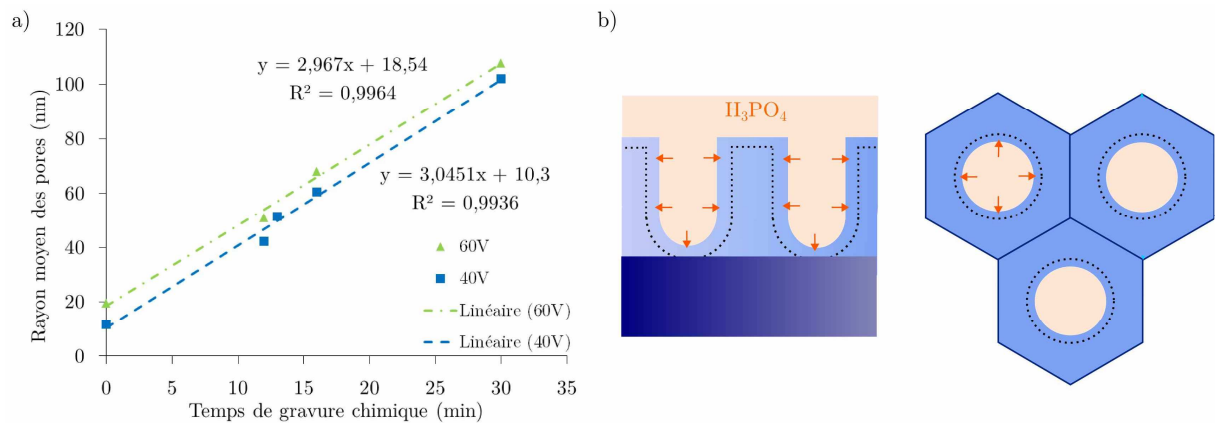 a)
120
100
80
60
40
20
0
Rayon moyen des pores (nm)
y = 2,967x + 18,54
R² = 0,9964
y = 3,0451x + 10,3
R² = 0,9936
60V
40V
Linéaire (60V)
Linéaire (40V)
0 5 10 15 20 25 30 35
Temps de gravure chimique (min)
b)
H₃PO₄